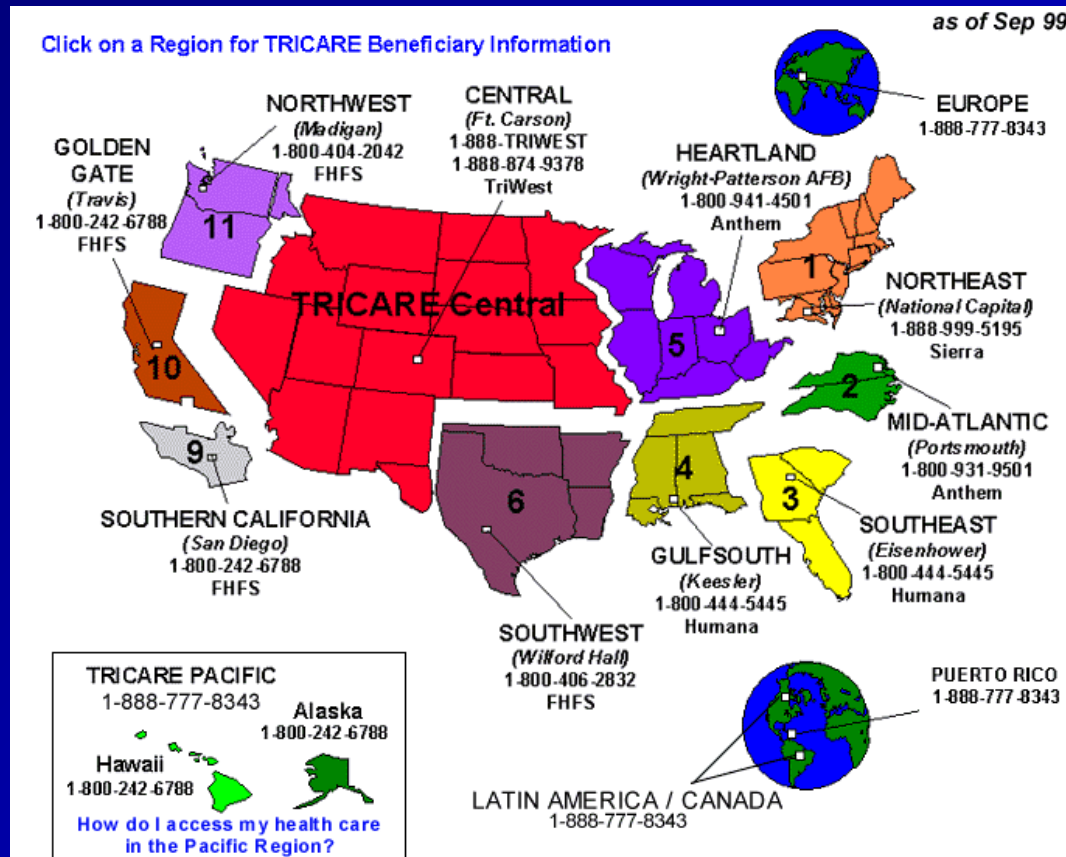 as of Sep 99
Click on a Region for TRICARE Beneficiary Information
NORTHWEST
(Madigan)
1-800-404-2042
FHFS
CENTRAL
(Ft. Carson)
1-888-TRIWEST
1-888-874-9378
TriWest
EUROPE
1-888-777-8343
GOLDEN
GATE
(Travis)
1-800-242-6788
FHFS
HEARTLAND
(Wright-Patterson AFB)
1-800-941-4501
Anthem
11
1
TRICARE Central
NORTHEAST
(National Capital)
1-888-999-5195
Sierra
5
10
2
MID-ATLANTIC
(Portsmouth)
1-800-931-9501
Anthem
9
4
6
3
SOUTHERN CALIFORNIA
(San Diego)
1-800-242-6788
FHFS
SOUTHEAST
(Eisenhower)
1-800-444-5445
Humana
GULFSOUTH
(Keesler)
1-800-444-5445
Humana
SOUTHWEST
(Wilford Hall)
1-800-406-2832
FHFS
TRICARE PACIFIC
1-888-777-8343
Alaska
1-800-242-6788
Hawaii
1-800-242-6788
How do I access my health care
in the Pacific Region?
PUERTO RICO
1-888-777-8343
LATIN AMERICA / CANADA
1-888-777-8343